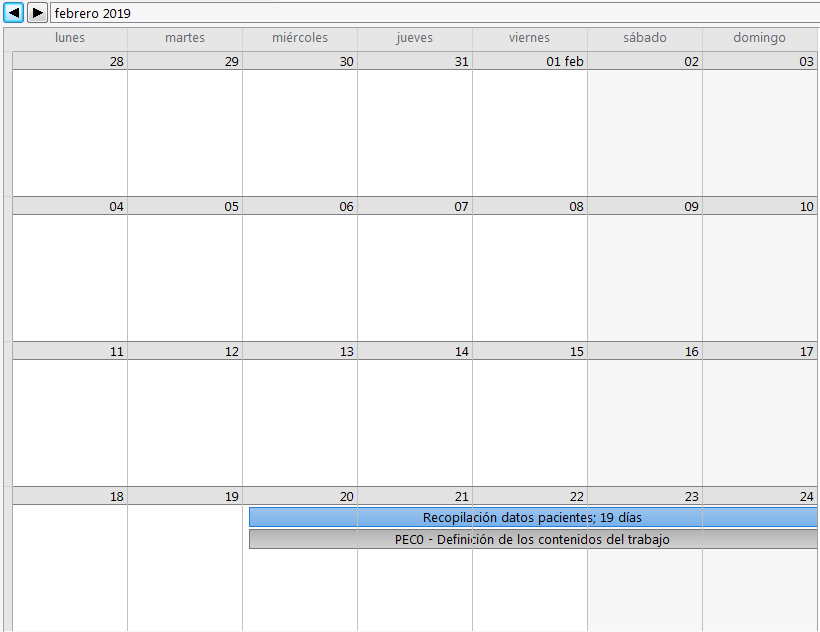 febrero 2019
lunes martes miércoles jueves viernes sábado domingo
28 29 30 31 01 feb 02 03
04 05 06 07 08 09 10
11 12 13 14 15 16 17
18 19 20 21 22 23 24
Recopilación datos pacientes; 19 días
PEC0 - Definición de los contenidos del trabajo